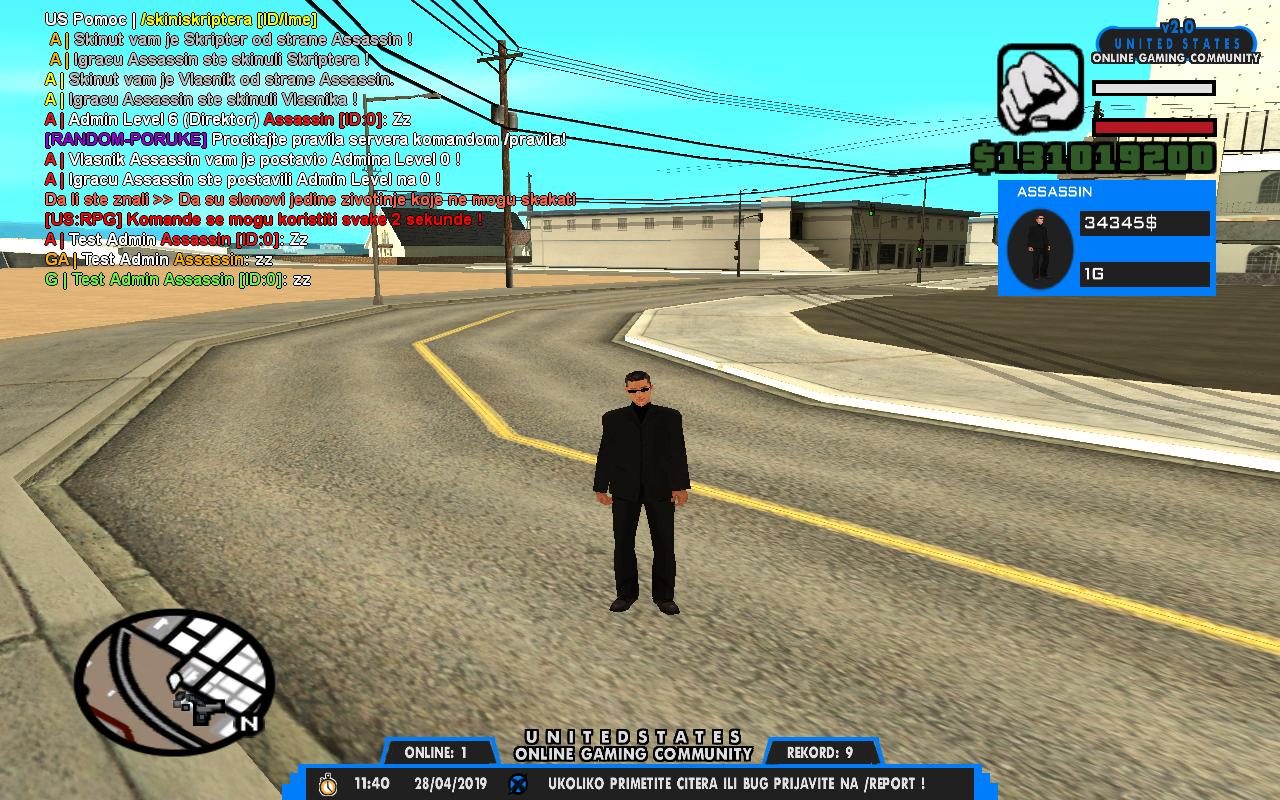 US Pomoc | /skiniskriptera [ID/Ime]
A | Skinut vam je Skripter od strane Assassin !
A | Igracu Assassin ste skinuli Skriptera !
A | Skinut vam je Vlasnik od strane Assassin.
A | Igracu Assassin ste skinuli Vlasnika !
A | Admin Level 6 (Direktor) Assassin [ID:0]: Zz
[RANDOM-PORUKE] Procitajte pravila servera komandom /pravila!
A | Vlasnik Assassin vam je postavio Admina Level 0 !
A | Igracu Assassin ste postavili Admin Level na 0 !
Da li ste znali >> Da su slonovi jedine zivotinje koje ne mogu skakati
[US:RPG] Komande se mogu koristiti svake 2 sekunde !
A | Test Admin Assassin [ID:0]: Zz
GA | Test Admin Assassin: zz
G | Test Admin Assassin [ID:0]: zz
v2.0
UNITED STATES
ONLINE GAMING COMMUNITY
$131019200
ASSASSIN
34345$
1G
N
UNITED STATES
ONLINE GAMING COMMUNITY
ONLINE: 1
REKORD: 9
11:40 28/04/2019 UKOLIKO PRIMETITE CITERA ILI BUG PRIJAVITE NA /REPORT !